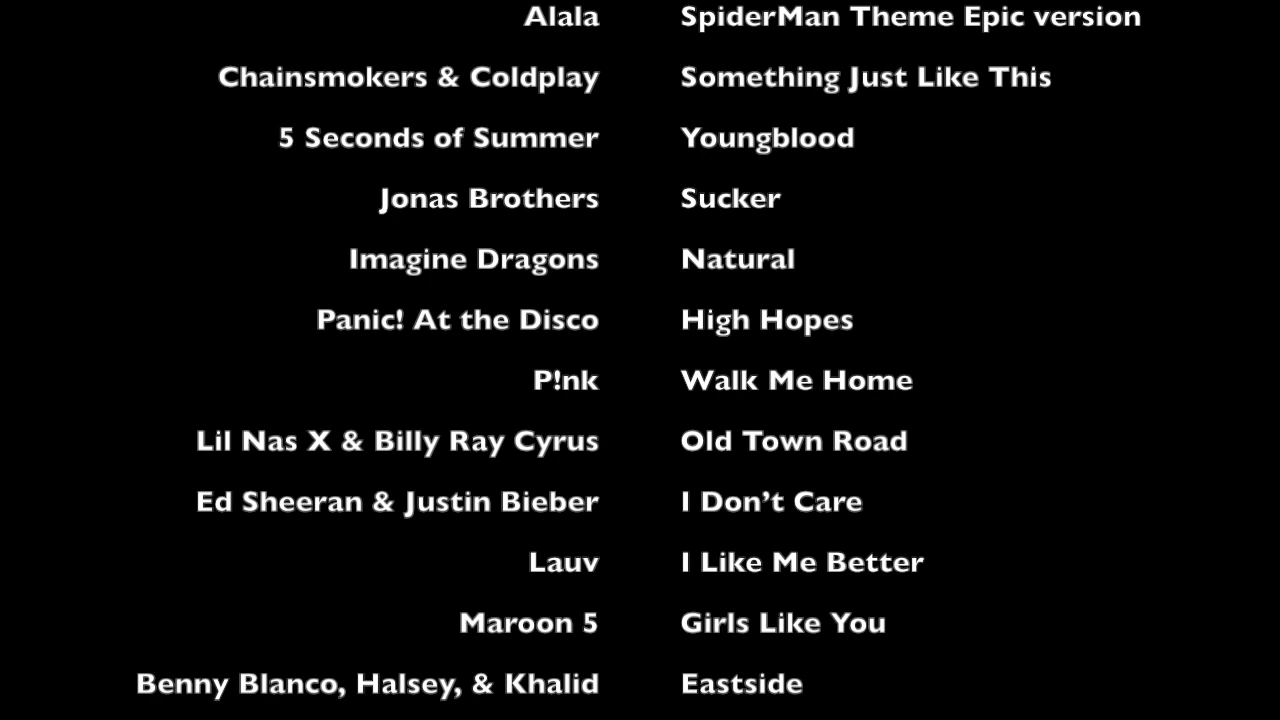 Alala SpiderMan Theme Epic version
Chainsmokers & Coldplay Something Just Like This
5 Seconds of Summer Youngblood
Jonas Brothers Sucker
Imagine Dragons Natural
Panic! At the Disco High Hopes
P!nk Walk Me Home
Lil Nas X & Billy Ray Cyrus Old Town Road
Ed Sheeran & Justin Bieber I Don’t Care
Lauv I Like Me Better
Maroon 5 Girls Like You
Benny Blanco, Halsey, & Khalid Eastside